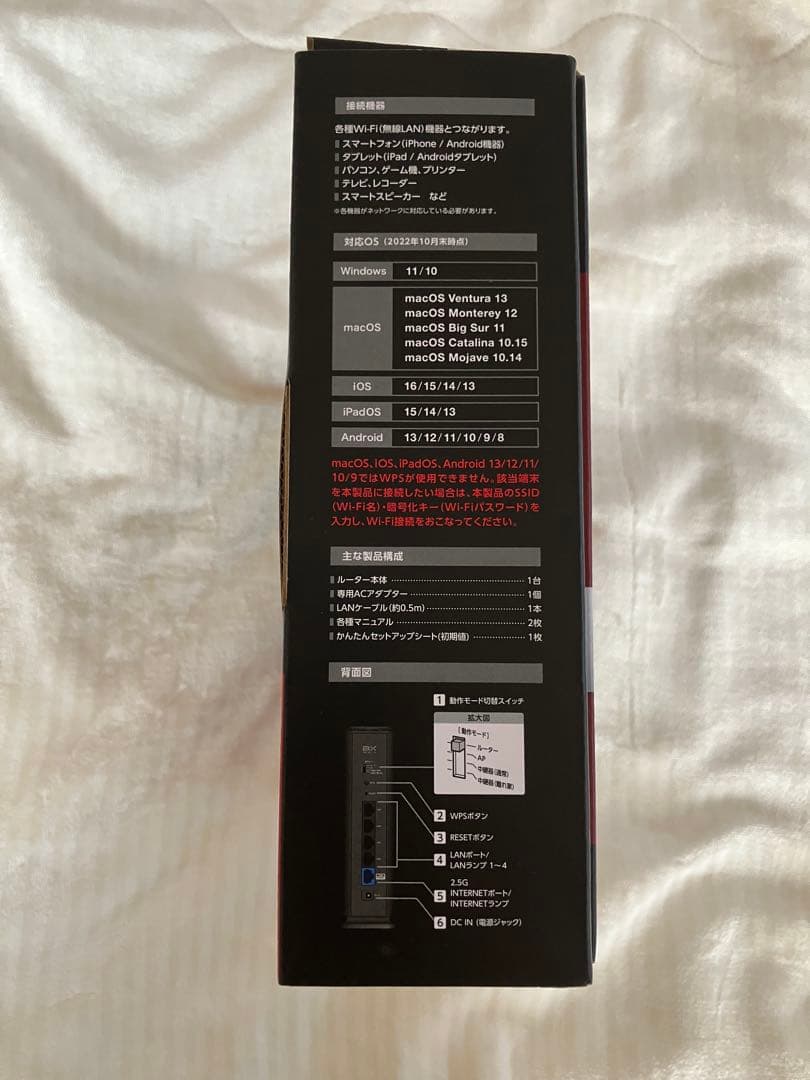 接続機器
各種Wi-Fi(無線LAN)機器とつながります。
スマートフォン(iPhone / Android機器)
タブレット(iPad / Androidタブレット)
パソコン、ゲーム機、プリンター
テレビ、レコーダー
スマートスピーカー など
※各機器がネットワークに対応している必要があります。
対応OS (2022年10月末時点)
Windows 11/10
macOS
macOS Ventura 13
macOS Monterey 12
macOS Big Sur 11
macOS Catalina 10.15
macOS Mojave 10.14
iOS 16/15/14/13
iPadOS 15/14/13
Android 13/12/11/10/9/8
macOS、iOS、iPadOS、Android 13/12/11/
10/9ではWPSが使用できません。該当端末
を本製品に接続したい場合は、本製品のSSID
(Wi-Fi名)・暗号化キー(Wi-Fiパスワード)を
入力し、Wi-Fi接続をおこなってください。
主な製品構成
ルーター本体 1台
専用ACアダプター 1個
LANケーブル(約0.5m) 1本
各種マニュアル 2枚
かんたんセットアップシート(初期値) 1枚
背面図
1 動作モード切替スイッチ
拡大図
[動作モード]
ルーター
AP
中継器(通常)
中継器(離れ家)
2 WPSボタン
3 RESETボタン
4 LANポート/
LANランプ 1〜4
5 2.5G
INTERNETポート/
INTERNETランプ
6 DC IN (電源ジャック)